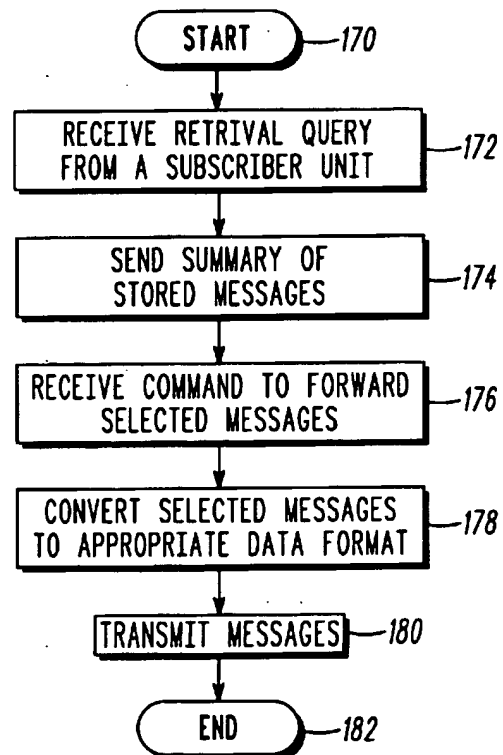 START
170
RECEIVE RETRIVAL QUERY
FROM A SUBSCRIBER UNIT
172
SEND SUMMARY OF
STORED MESSAGES
174
RECEIVE COMMAND TO FORWARD
SELECTED MESSAGES
176
CONVERT SELECTED MESSAGES
TO APPROPRIATE DATA FORMAT
178
TRANSMIT MESSAGES
180
END
182